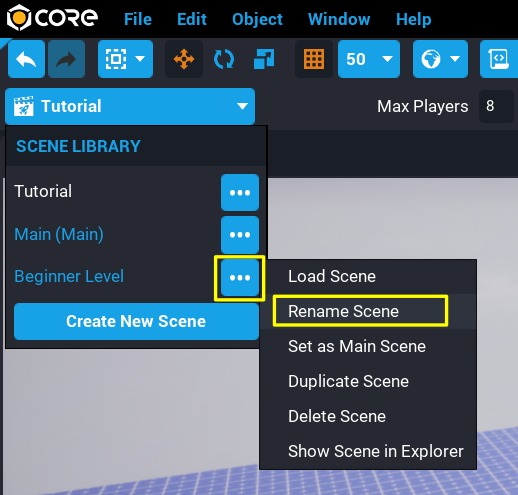 CORE File Edit Object Window Help
50
Tutorial Max Players 8
SCENE LIBRARY
Tutorial
Main (Main)
Beginner Level
Load Scene
Rename Scene
Create New Scene
Set as Main Scene
Duplicate Scene
Delete Scene
Show Scene in Explorer